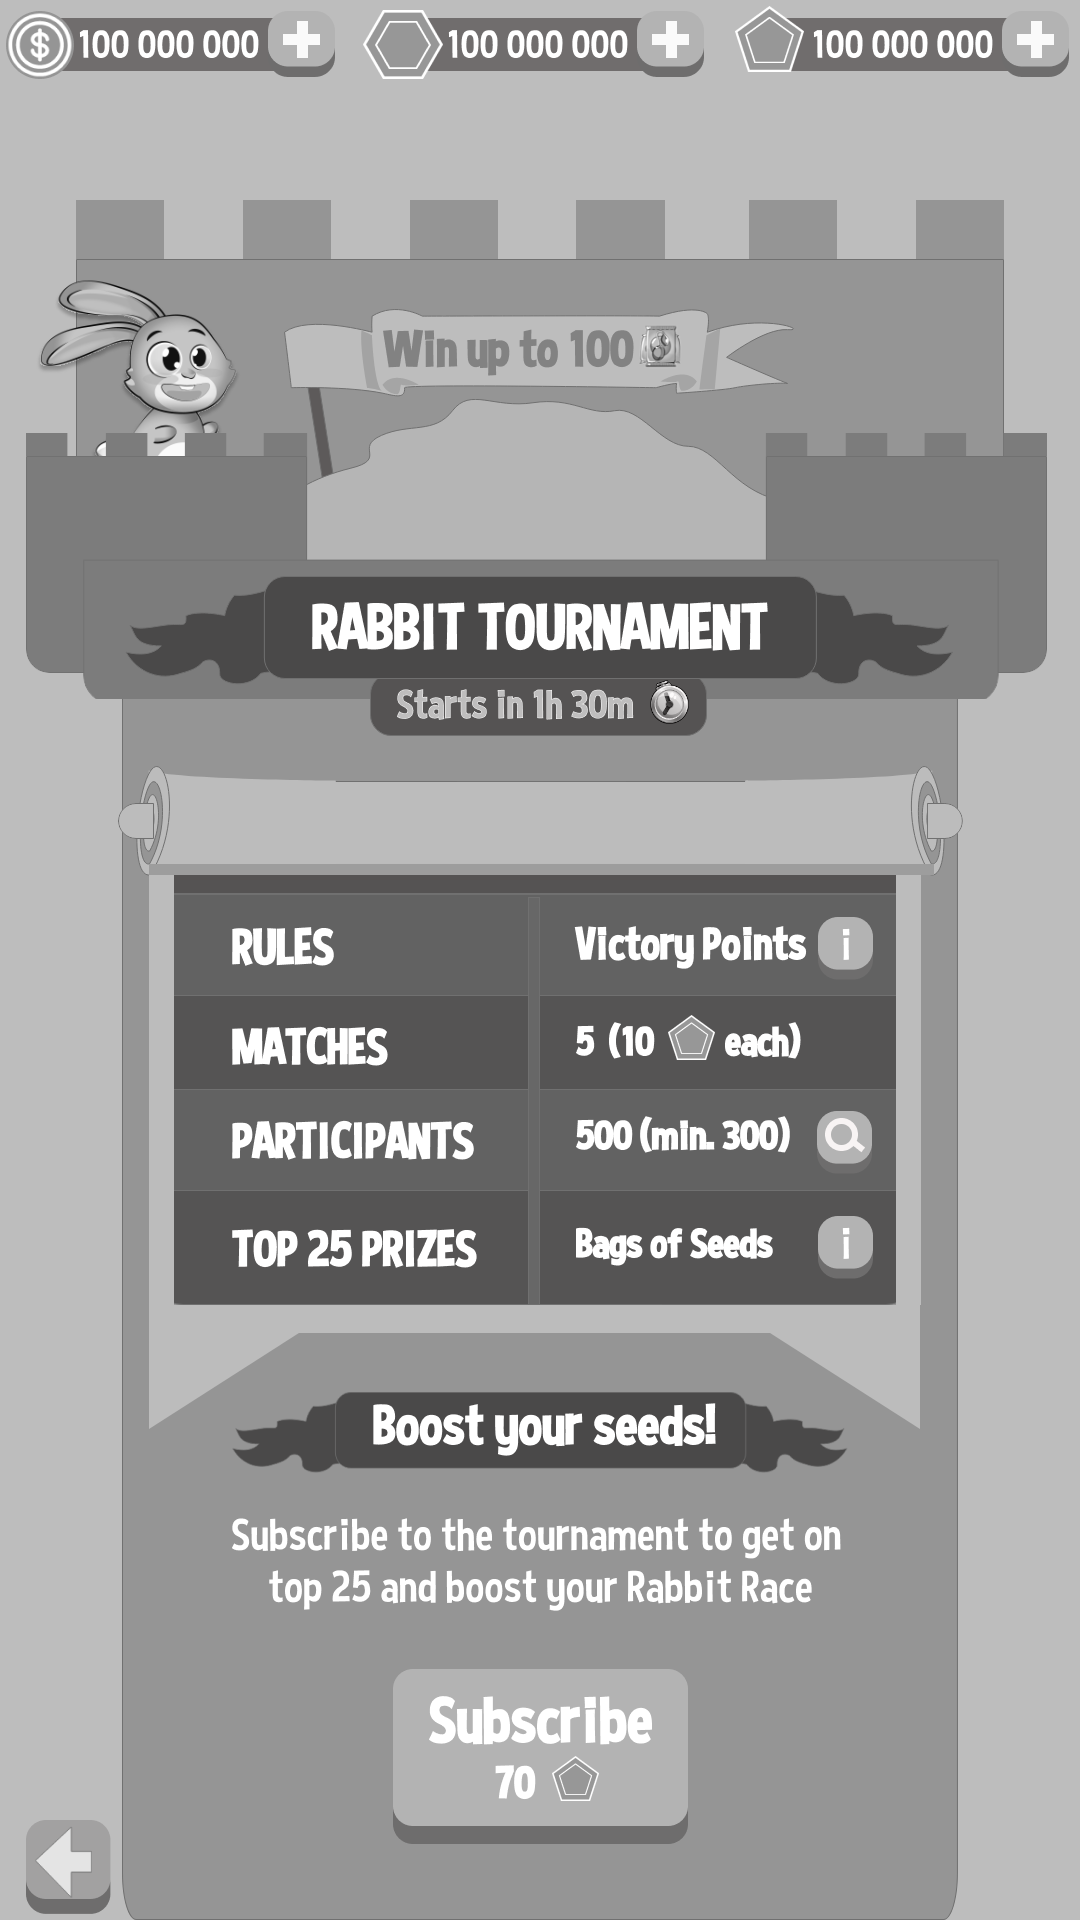 $ 100 000 000 100 000 000 100 000 000
Win up to 100
RABBIT TOURNAMENT
Starts in 1h 30m
RULES Victory Points i
MATCHES 5 (10 each)
PARTICIPANTS 500 (min. 300)
TOP 25 PRIZES Bags of Seeds i
Boost your seeds!
Subscribe to the tournament to get on
top 25 and boost your Rabbit Race
Subscribe
70